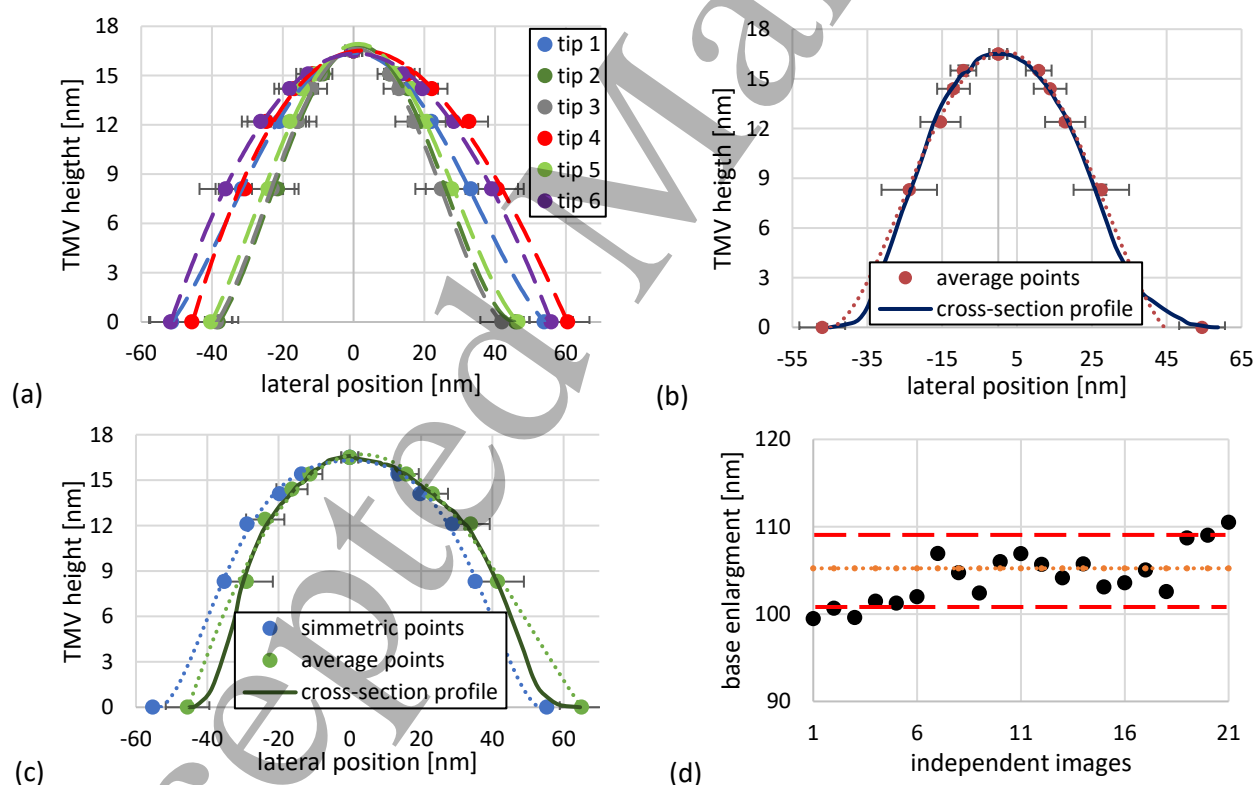 18
15
12
9
6
3
0
-60
-40
-20
0
20
40
60
TMV heigtht [nm]
lateral position [nm]
tip 1
tip 2
tip 3
tip 4
tip 5
tip 6
(a)
18
15
12
9
6
3
0
-55
-35
-15
5
25
45
65
TMV heigth [nm]
lateral position [nm]
average points
cross-section profile
(b)
18
15
12
9
6
3
0
-60
-40
-20
0
20
40
60
TMV height [nm]
lateral position [nm]
simmetric points
average points
cross-section profile
(c)
120
110
100
90
1
6
11
16
21
base enlargment [nm]
independent images
(d)